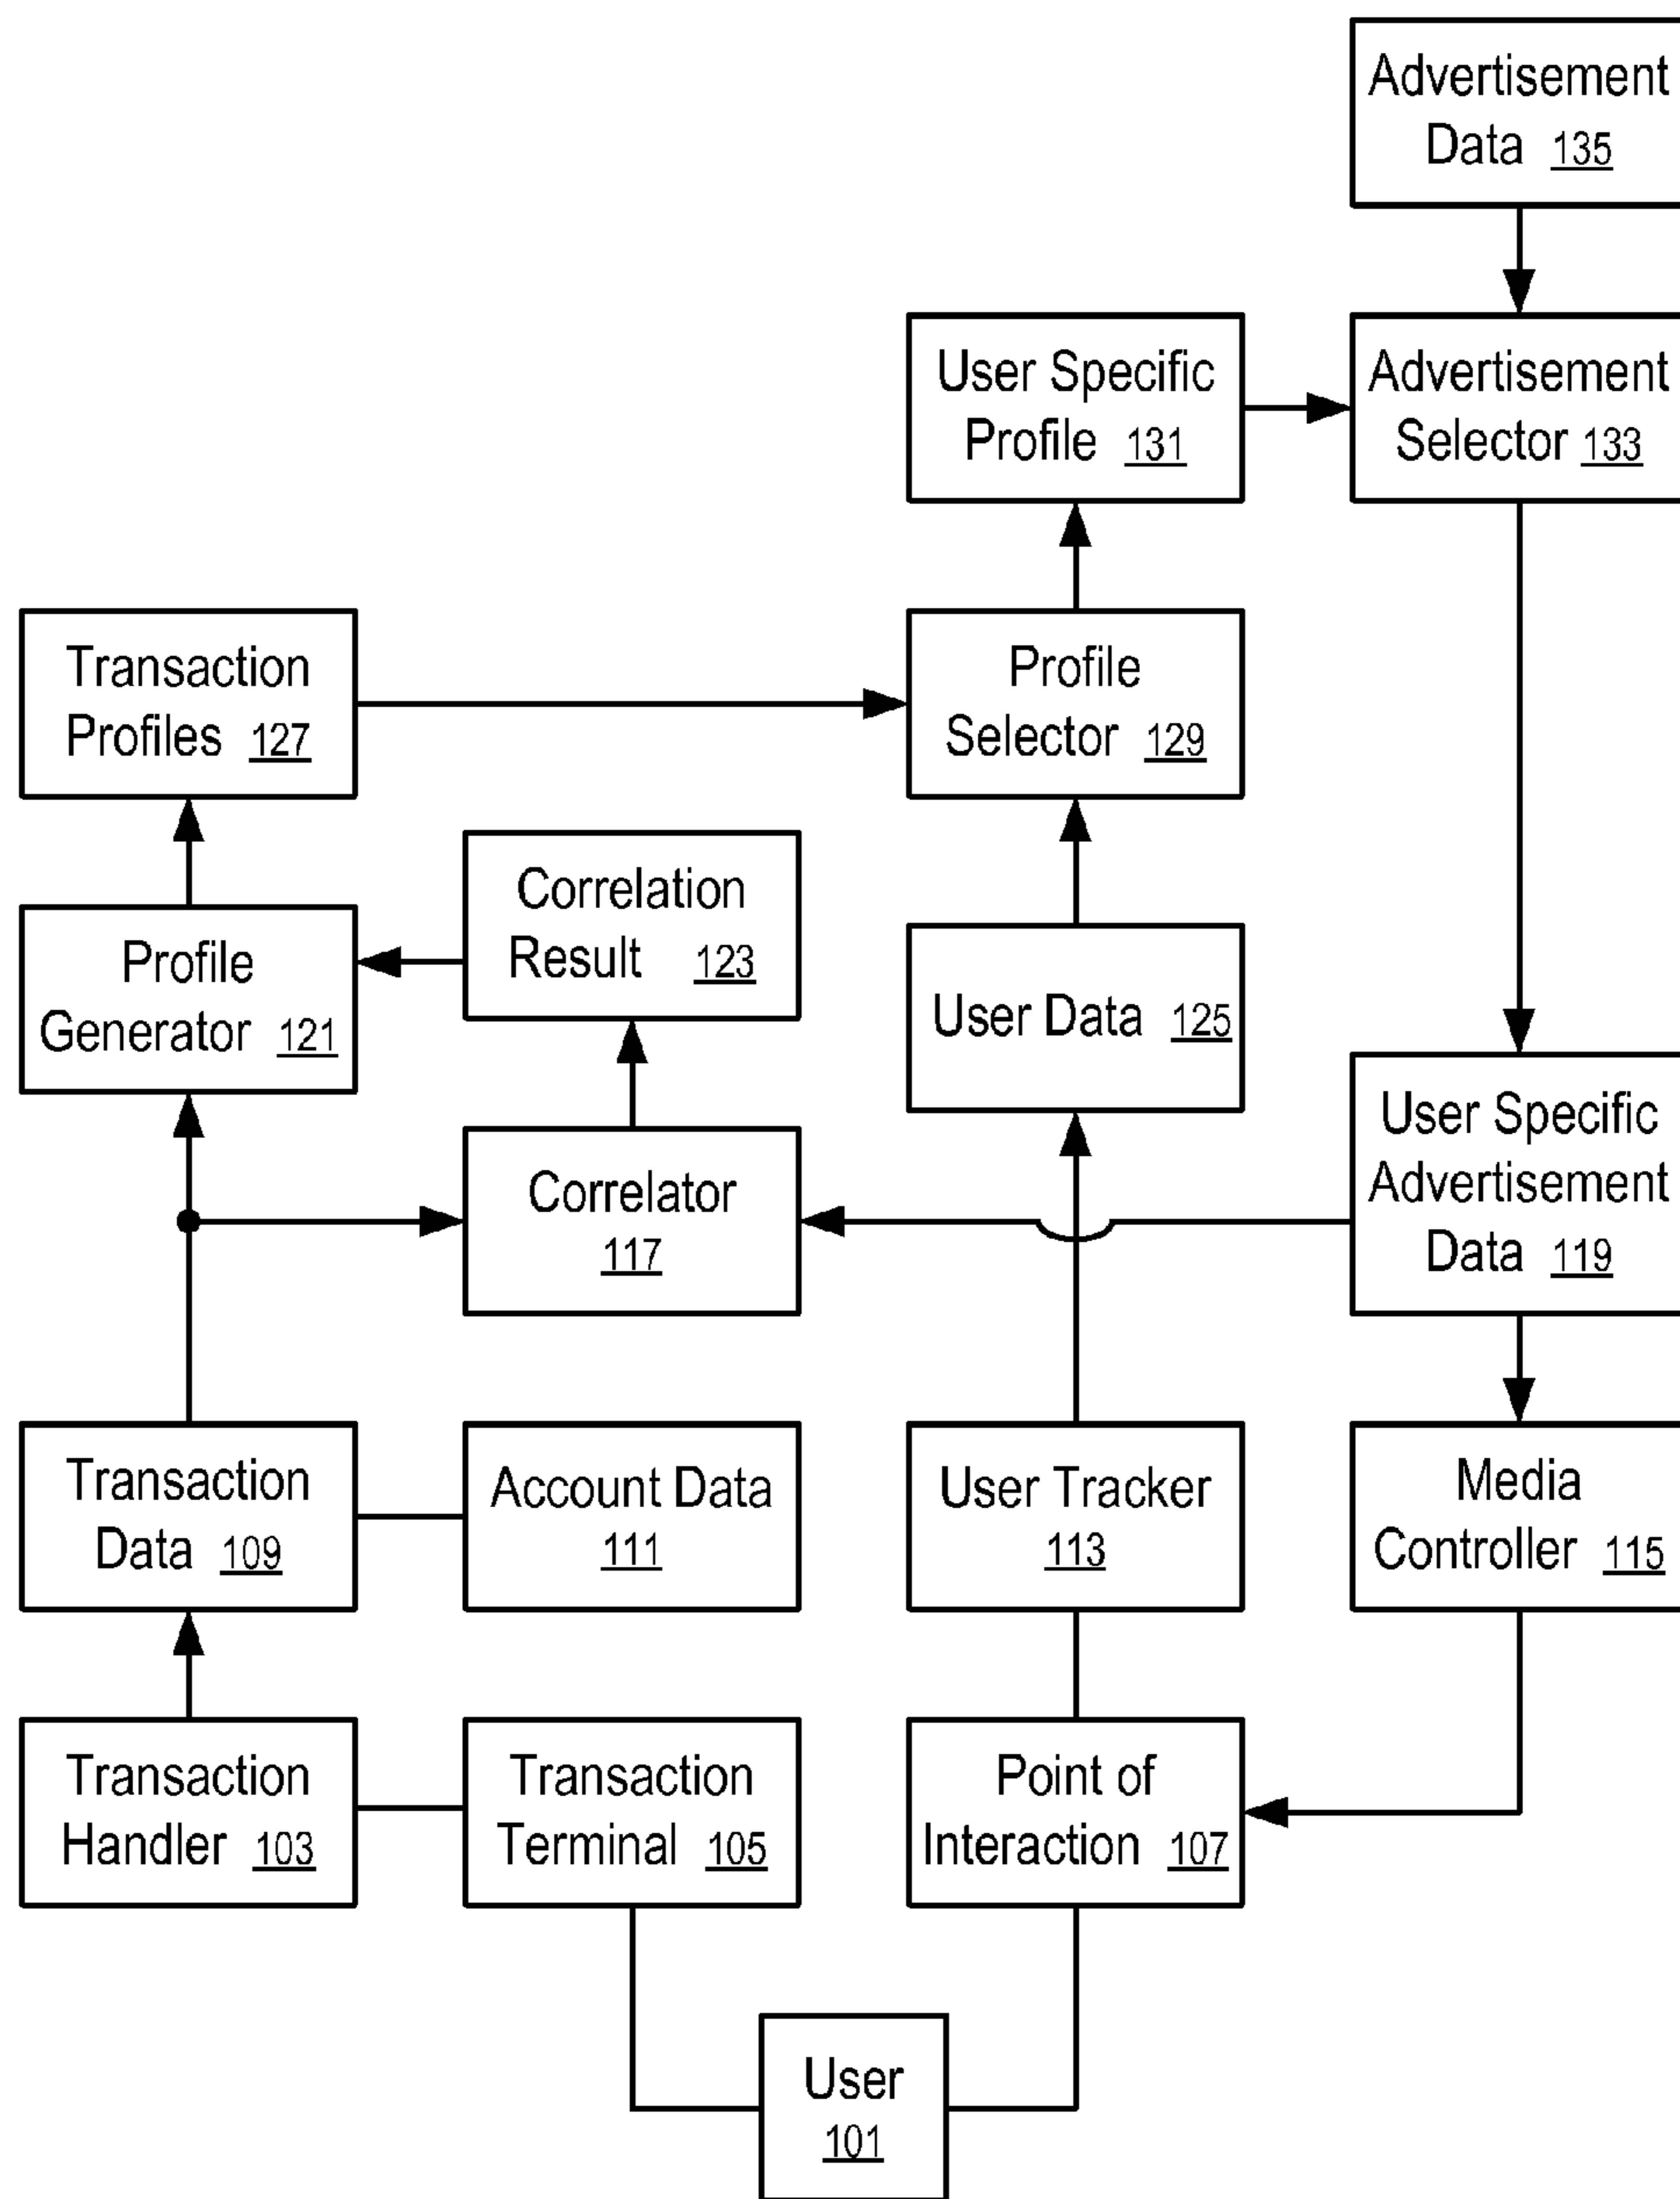 Advertisement
Data 135
User Specific
Profile 131
Advertisement
Selector 133
Transaction
Profiles 127
Profile
Selector 129
Correlation
Result 123
Profile
Generator 121
User Data 125
User Specific
Advertisement
Data 119
Correlator
117
Transaction
Data 109
Account Data
111
User Tracker
113
Media
Controller 115
Transaction
Handler 103
Transaction
Terminal 105
Point of
Interaction 107
User
101